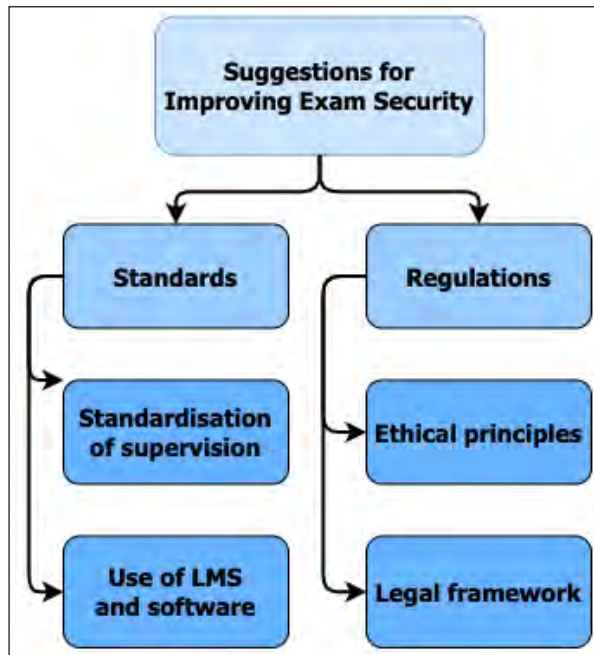 Suggestions for
Improving Exam Security
Standards
Regulations
Standardisation
of supervision
Ethical principles
Use of LMS
and software
Legal framework